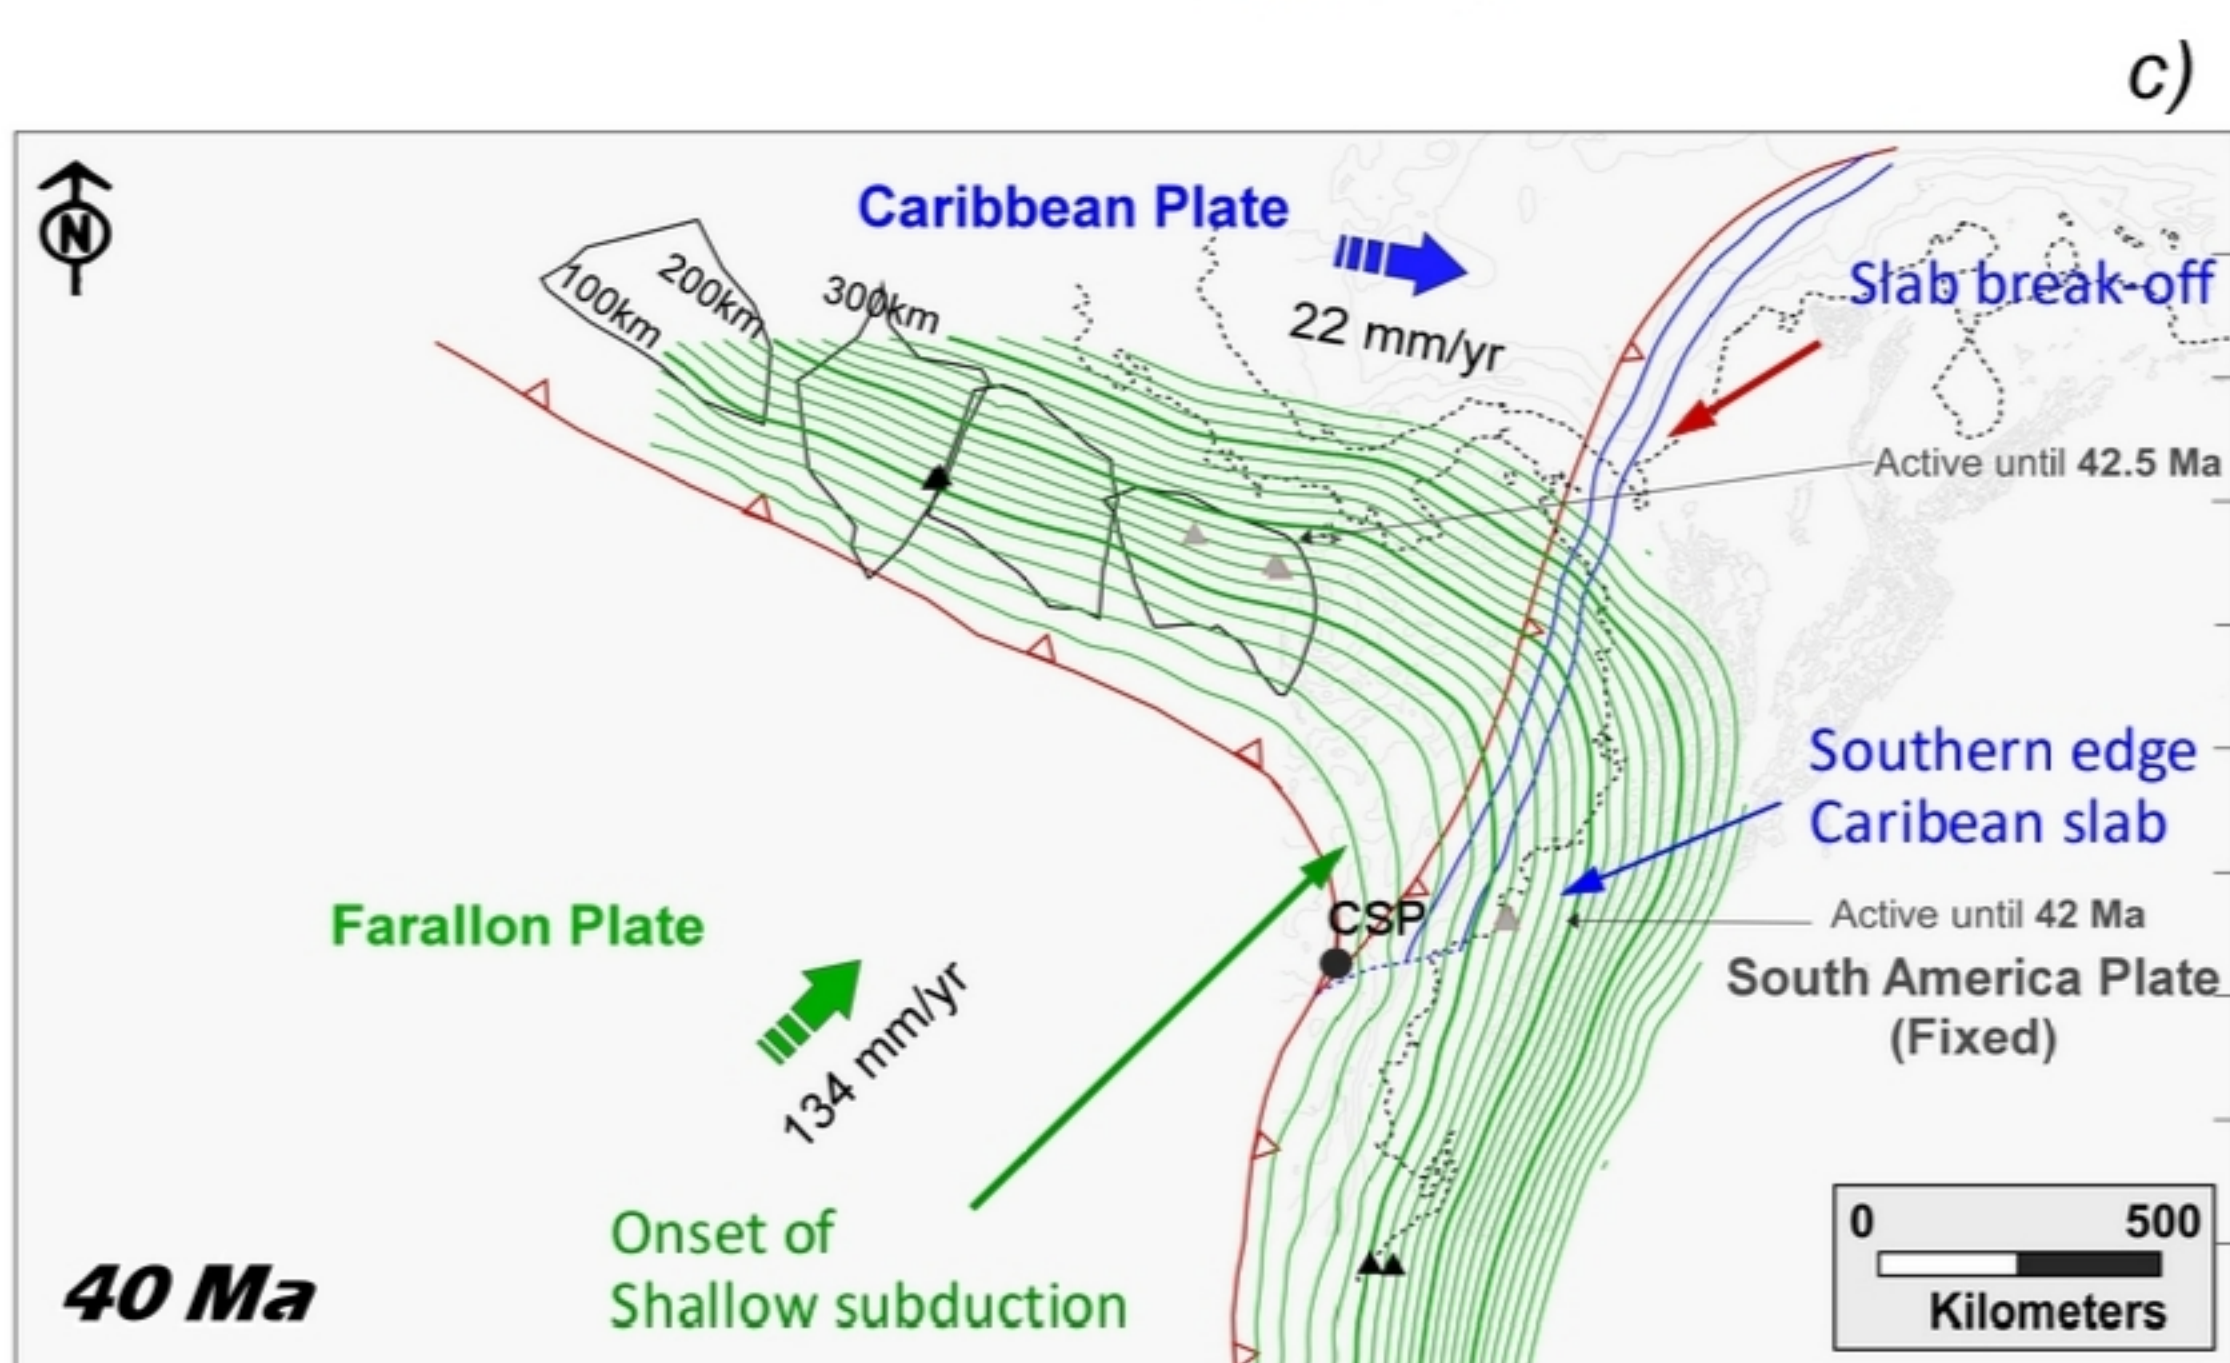 c)
N
Caribbean Plate
22 mm/yr
100km
200km
300km
Slab break-off
Active until 42.5 Ma
Southern edge
Caribean slab
Active until 42 Ma
South America Plate
(Fixed)
CSP
Farallon Plate
134 mm/yr
Onset of
Shallow subduction
40 Ma
0 500
Kilometers